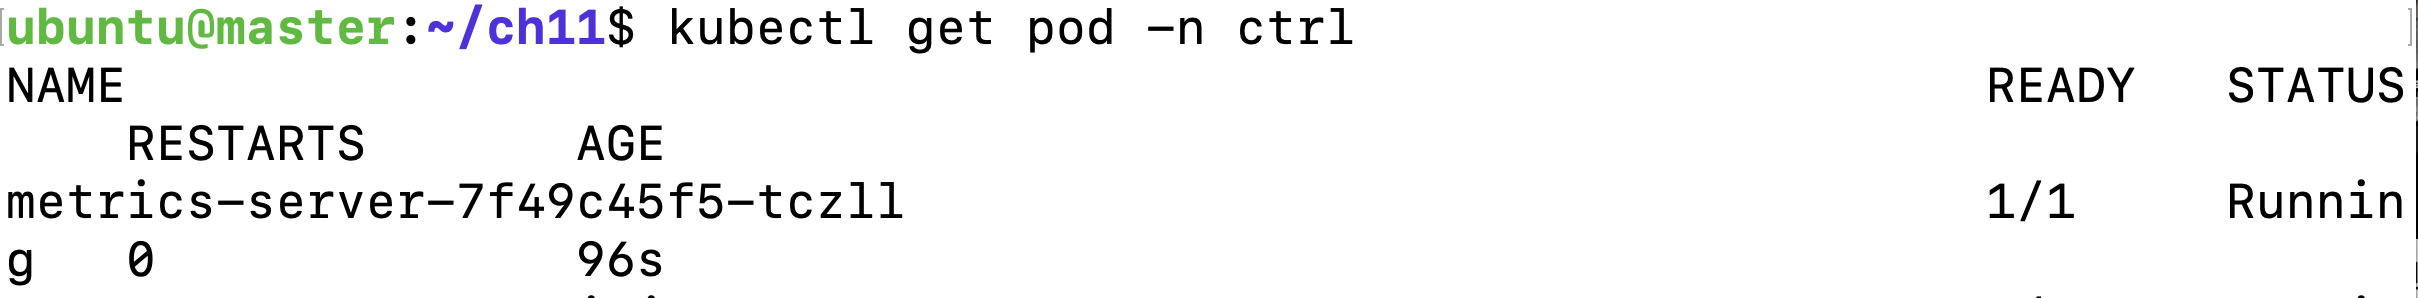 ubuntu@master:~/ch11$ kubectl get pod -n ctrl
NAME READY STATUS
RESTARTS AGE
metrics-server-7f49c45f5-tczll 1/1 Runnin
g 0 96s